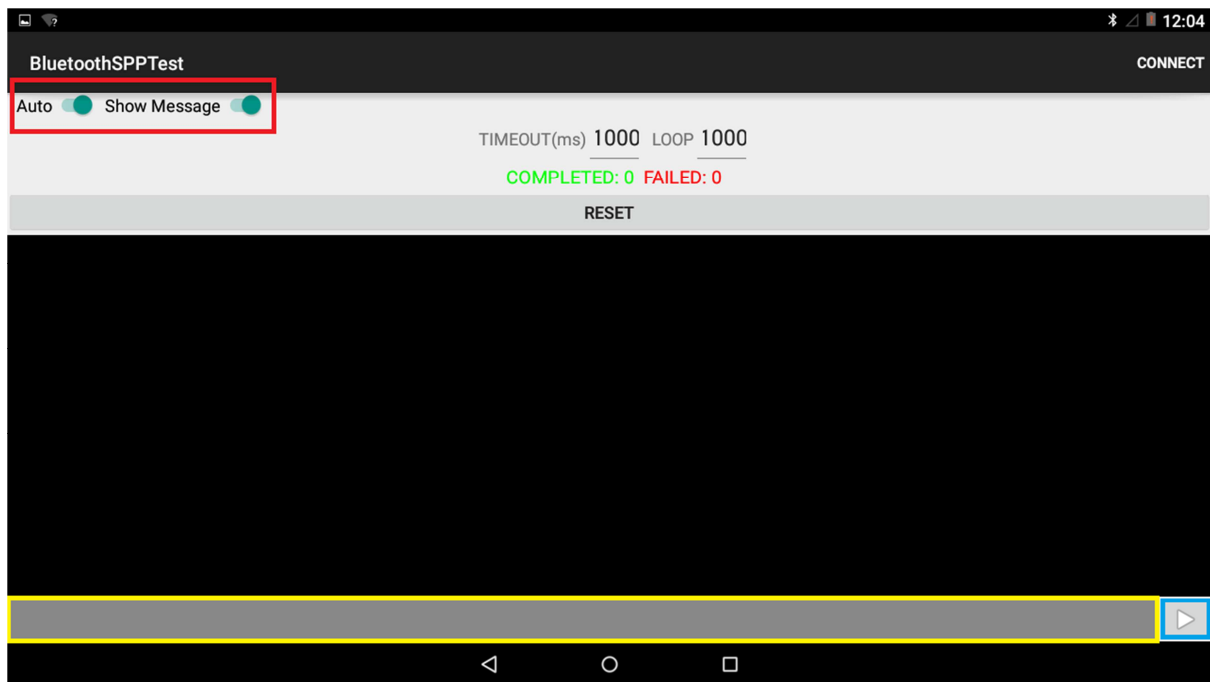 12:04
BluetoothSPPTest CONNECT
Auto Show Message
TIMEOUT(ms) 1000 LOOP 1000
COMPLETED: 0 FAILED: 0
RESET